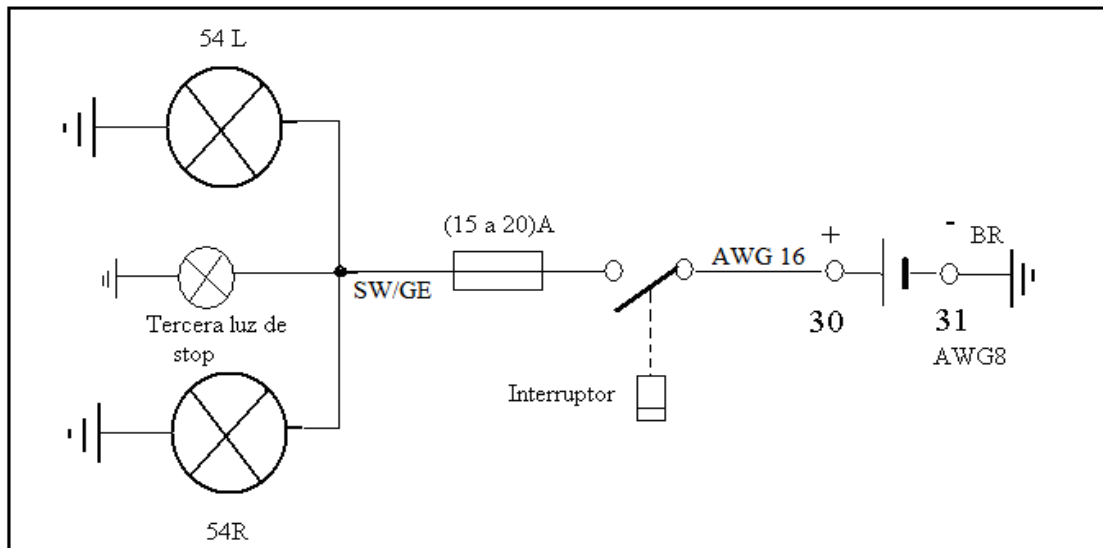 54 L
(15 a 20)A
+
-
BR
AWG 16
SW/GE
30
31
AWG8
Tercera luz de
stop
Interruptor
54R